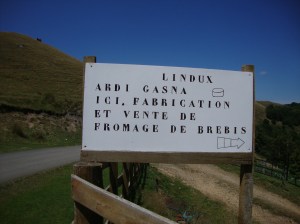 LINDUX
ARDI GASNA
ICI, FABRICATION
ET VENTE DE
FROMAGE DE BREBIS